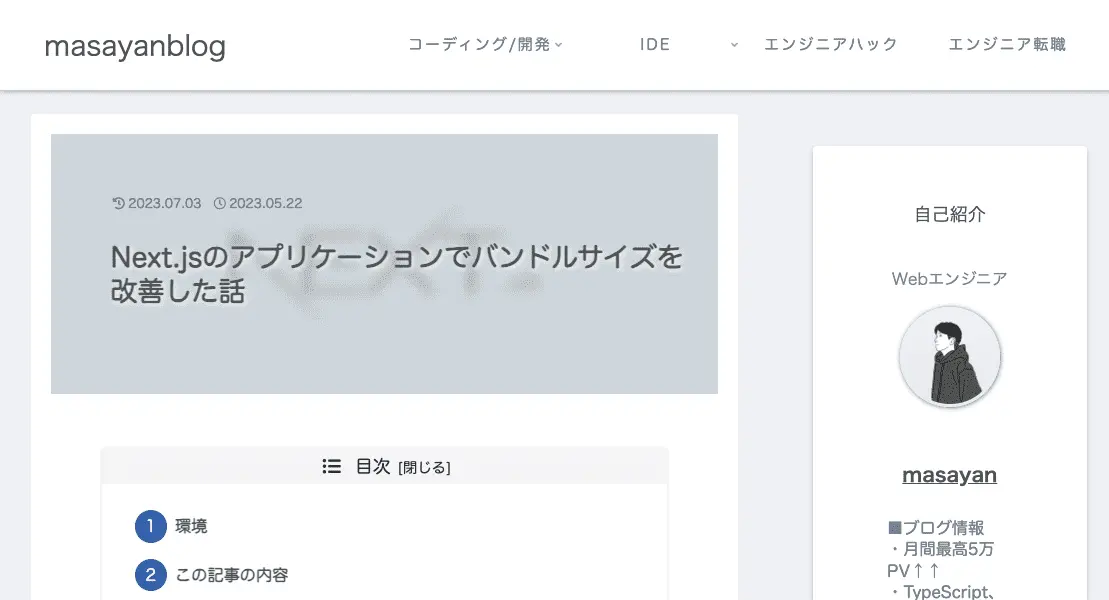 masayanblog
コーディング/開発
IDE
エンジニアハック
エンジニア転職
2023.07.03 2023.05.22
Next.jsのアプリケーションでバンドルサイズを
改善した話
目次 [閉じる]
1 環境
2 この記事の内容
自己紹介
Webエンジニア
masayan
■ブログ情報
・月間最高5万
PV↑↑
・TypeScript、